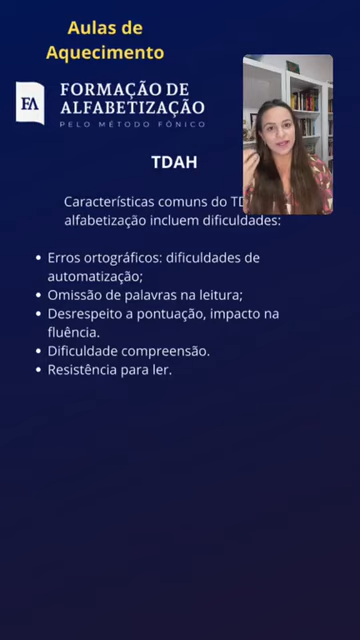 Aulas de
Aquecimento
FA
FORMAÇÃO DE
ALFABETIZAÇÃO
PELO MÉTODO FÔNICO
TDAH
Características comuns do
alfabetização incluem dificuldades:
• Erros ortográficos: dificuldades de
automatização;
• Omissão de palavras na leitura;
• Desrespeito a pontuação, impacto na
fluência.
• Dificuldade compreensão.
• Resistência para ler.